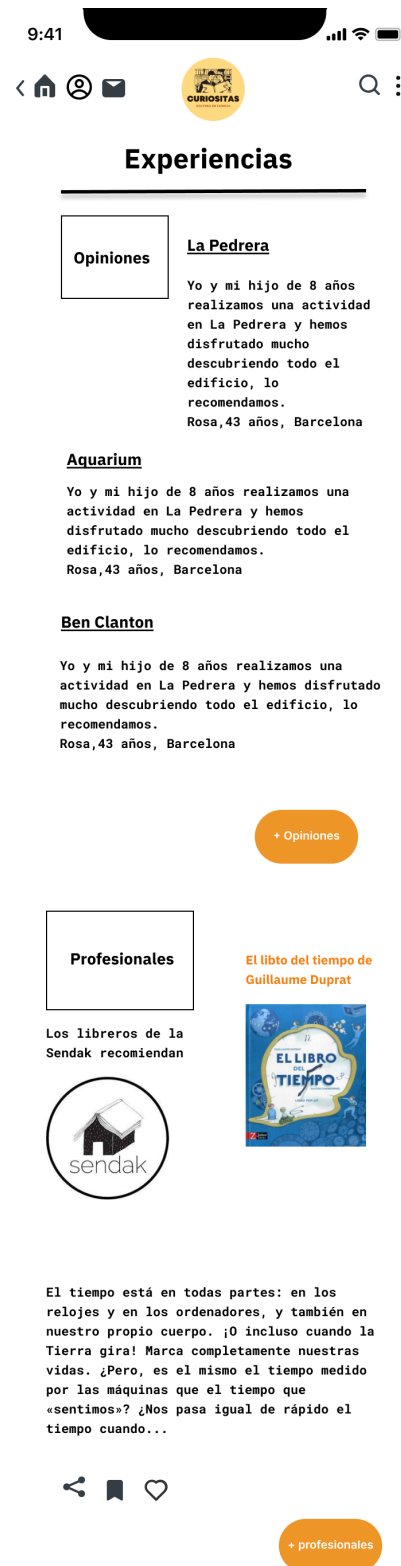 9:41
CURIOSITAS
Experiencias
Opiniones
La Pedrera
Yo y mi hijo de 8 años
realizamos una actividad
en La Pedrera y hemos
disfrutado mucho
descubriendo todo el
edificio, lo
recomendamos.
Rosa,43 años, Barcelona
Aquarium
Yo y mi hijo de 8 años realizamos una
actividad en La Pedrera y hemos
disfrutado mucho descubriendo todo el
edificio, lo recomendamos.
Rosa,43 años, Barcelona
Ben Clanton
Yo y mi hijo de 8 años realizamos una
actividad en La Pedrera y hemos disfrutado
mucho descubriendo todo el edificio, lo
recomendamos.
Rosa,43 años, Barcelona
+ Opiniones
Profesionales
Los libreros de la
Sendak recomiendan
sendak
El libto del tiempo de
Guillaume Duprat
EL LIBRO
DEL
TIEMPO
El tiempo está en todas partes: en los
relojes y en los ordenadores, y también en
nuestro propio cuerpo. ¡O incluso cuando la
Tierra gira! Marca completamente nuestras
vidas. ¿Pero, es el mismo el tiempo medido
por las máquinas que el tiempo que
«sentimos»? ¿Nos pasa igual de rápido el
tiempo cuando...
+ profesionales